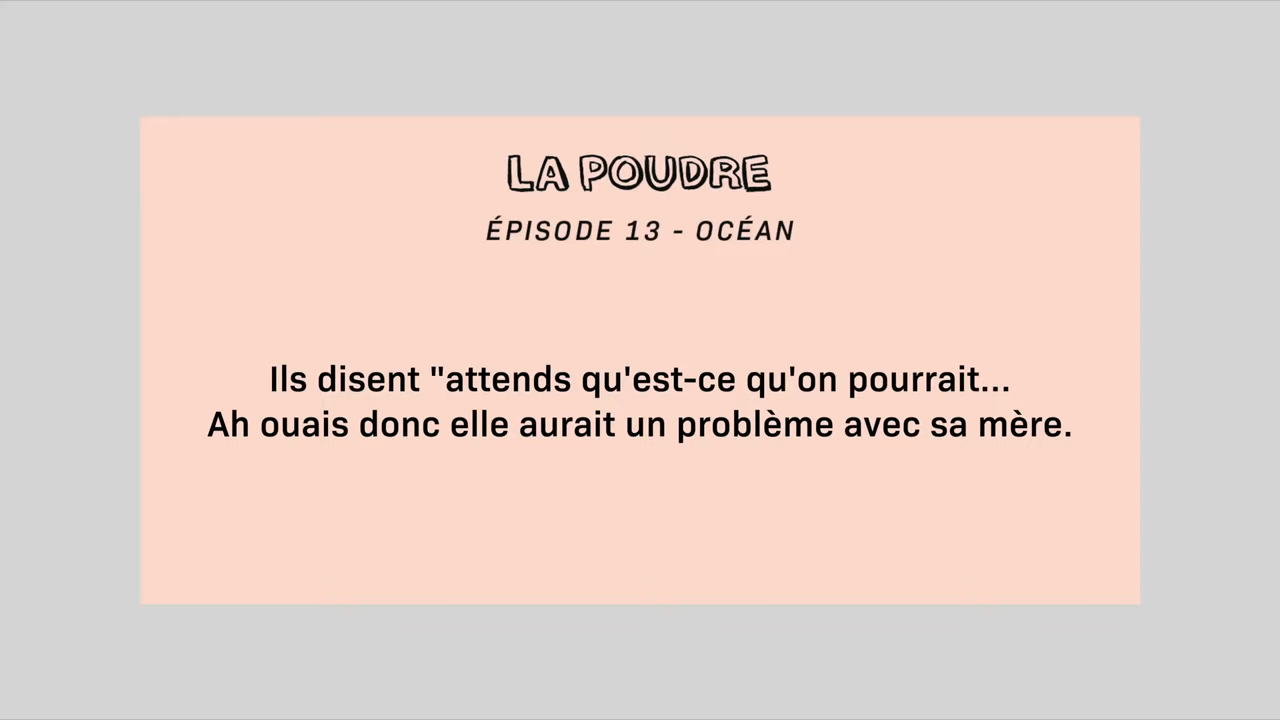 LA POUDRE
ÉPISODE 13 - OCÉAN
Ils disent "attends qu'est-ce qu'on pourrait...
Ah ouais donc elle aurait un problème avec sa mère.